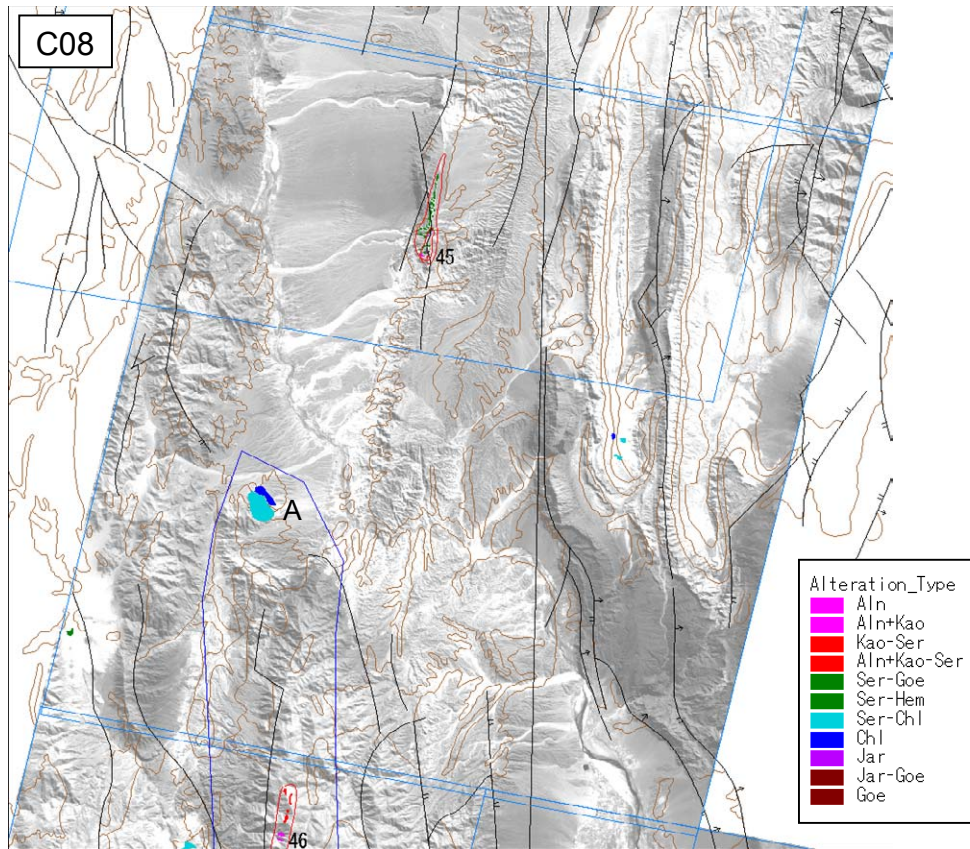 C08
45
A
46
Alteration_Type
Aln
Aln+Kao
Kao-Ser
Aln+Kao-Ser
Ser-Goe
Ser-Hem
Ser-Chl
Chl
Jar
Jar-Goe
Goe